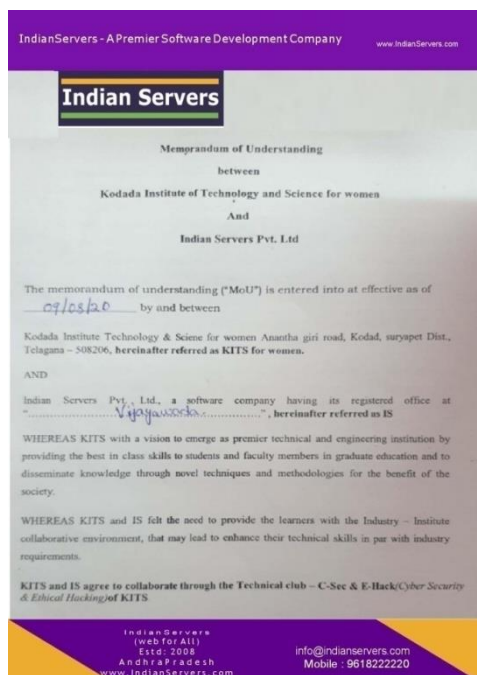 IndianServers - A Premier Software Development Company
www.IndianServers.com
Indian Servers
Memprandum of Understanding
between
Kodada Institute of Technology and Science for women
And
Indian Servers Pvt. Ltd
The memorandum of understanding ("MoU") is entered into at effective as of
09/03/20 by and between
Kodada Institute Technology & Sciene for women Anantha giri road, Kodad, suryapet Dist.,
Telagana – 508206, hereinafter referred as KITS for women.
AND
Indian Servers Pvt., Ltd., a software company having its registered office at
"....................Vijayawada..............", hereinafter referred as IS
WHEREAS KITS with a vision to emerge as premier technical and engineering institution by
providing the best in class skills to students and faculty members in graduate education and to
disseminate knowledge through novel techniques and methodologies for the benefit of the
society.
WHEREAS KITS and IS felt the need to provide the learners with the Industry – Institute
collaborative environment, that may lead to enhance their technical skills in par with industry
requirements.
KITS and IS agree to collaborate through the Technical club – C-Sec & E-Hack(Cyber Security
& Ethical Hacking)of KITS
IndianServers
(web for All)
Estd: 2008
AndhraPradesh
www.IndianServers.com
info@indianservers.com
Mobile : 9618222220